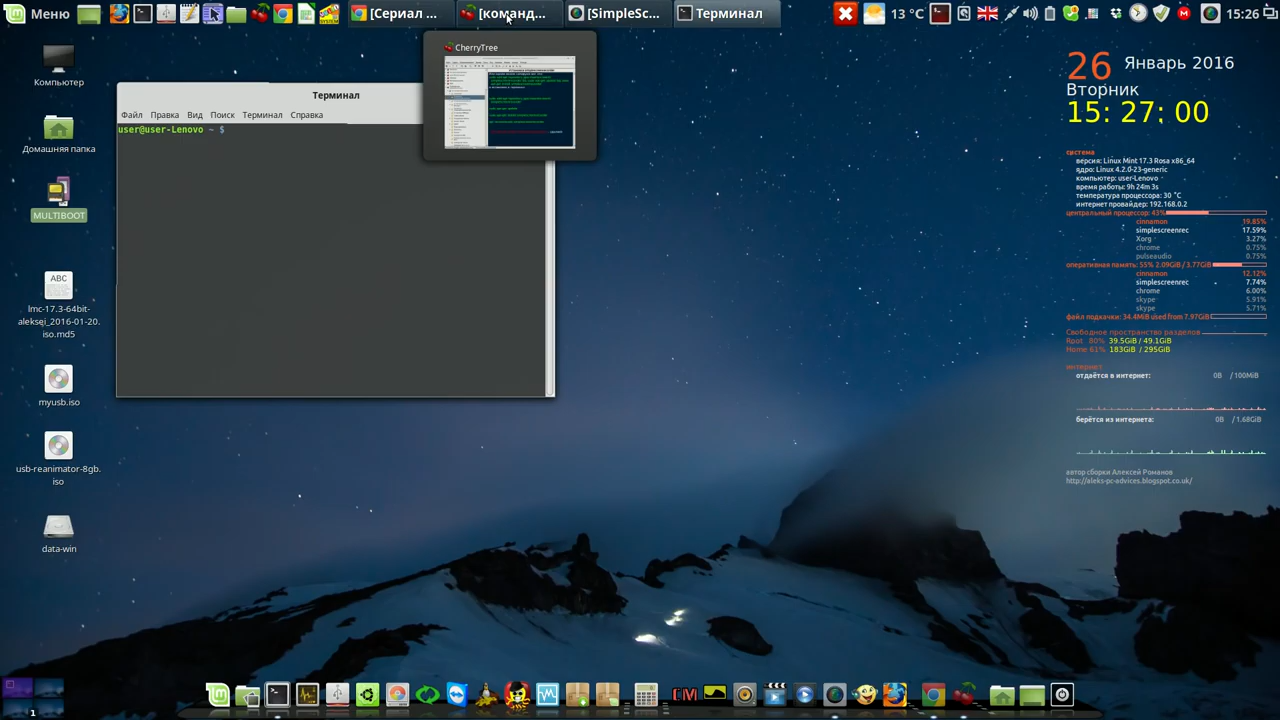 Меню
[Сериал ...
[команд...
[SimpleSc...
Терминал
13 °C
15:26
CherryTree
Терминал
Файл Правка Вид Поиск Терминал Справка
user@user-Lenovo ~ $
Компьютер
Домашняя папка
MULTIBOOT
ABC
lmc-17.3-64bit-
aleksei_2016-01-20.
iso.md5
myusb.iso
usb-reanimator-8gb.
iso
data-win
26 Январь 2016
Вторник
15: 27: 00
система
версия: Linux Mint 17.3 Rosa x86_64
ядро: Linux 4.2.0-23-generic
компьютер: user-Lenovo
время работы: 9h 24m 3s
температура процессора: 30 °C
интернет провайдер: 192.168.0.2
центральный процессор: 43%
cinnamon 19.85%
simplescreenrec 17.59%
Xorg 3.27%
chrome 0.75%
pulseaudio 0.75%
оперативная память: 55% 2.09GiB / 3.77GiB
cinnamon 12.12%
simplescreenrec 7.74%
chrome 6.00%
skype 5.91%
skype 5.71%
файл подкачки: 34.4MiB used from 7.97GiB
Свободное пространство разделов
Root 80% 39.5GiB / 49.1GiB
Home 61% 183GiB / 295GiB
интернет
отдаётся в интернет: 0B / 100MiB
берётся из интернета: 0B / 1.68GiB
автор сборки Алексей Романов
http://aleks-pc-advices.blogspot.co.uk/
1